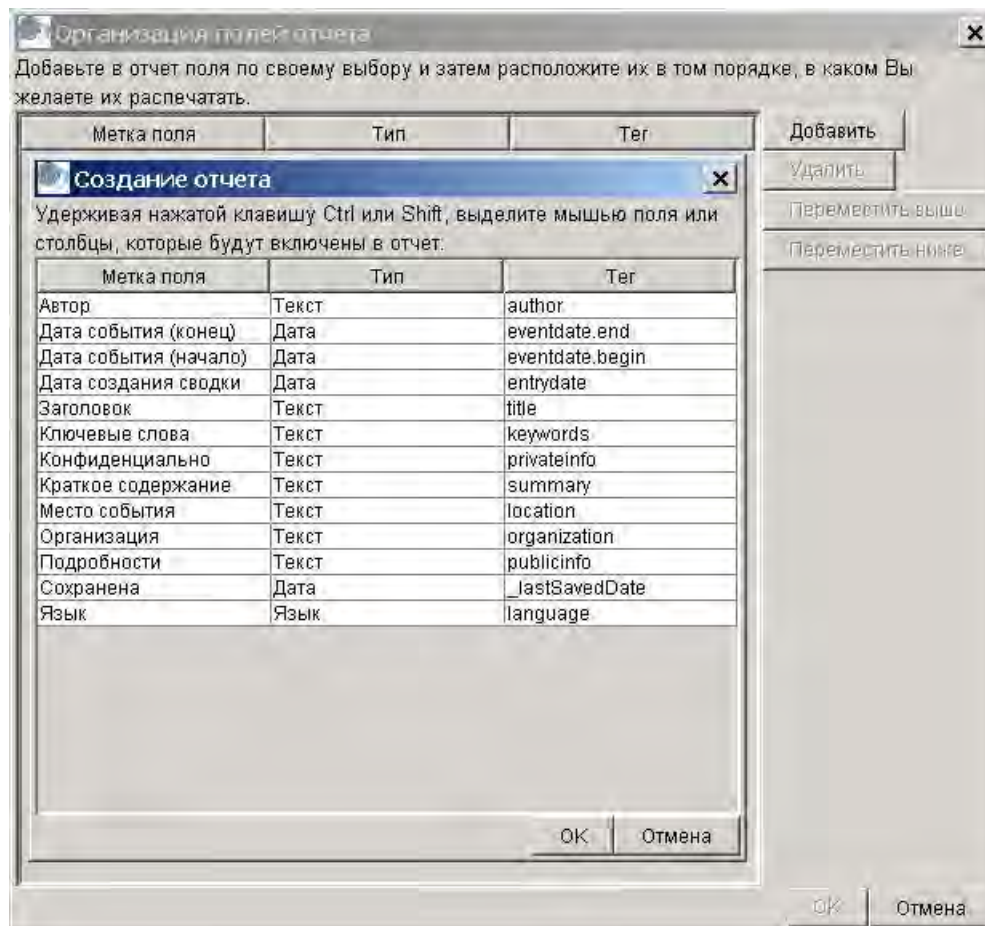 Организация полей отчета
Добавьте в отчет поля по своему выбору и затем расположите их в том порядке, в каком Вы
желаете их распечатать.
Метка поля Тип Тег Добавить
Удалить
Переместить выше
Переместить ниже
Создание отчета
Удерживая нажатой клавишу Ctrl или Shift, выделите мышью поля или
столбцы, которые будут включены в отчет:
Метка поля Тип Тег
Автор Текст author
Дата события (конец) Дата eventdate.end
Дата события (начало) Дата eventdate.begin
Дата создания сводки Дата entrydate
Заголовок Текст title
Ключевые слова Текст keywords
Конфиденциально Текст privateinfo
Краткое содержание Текст summary
Место события Текст location
Организация Текст organization
Подробности Текст publicinfo
Сохранена Дата _lastSavedDate
Язык Язык language
OK Отмена
OK Отмена